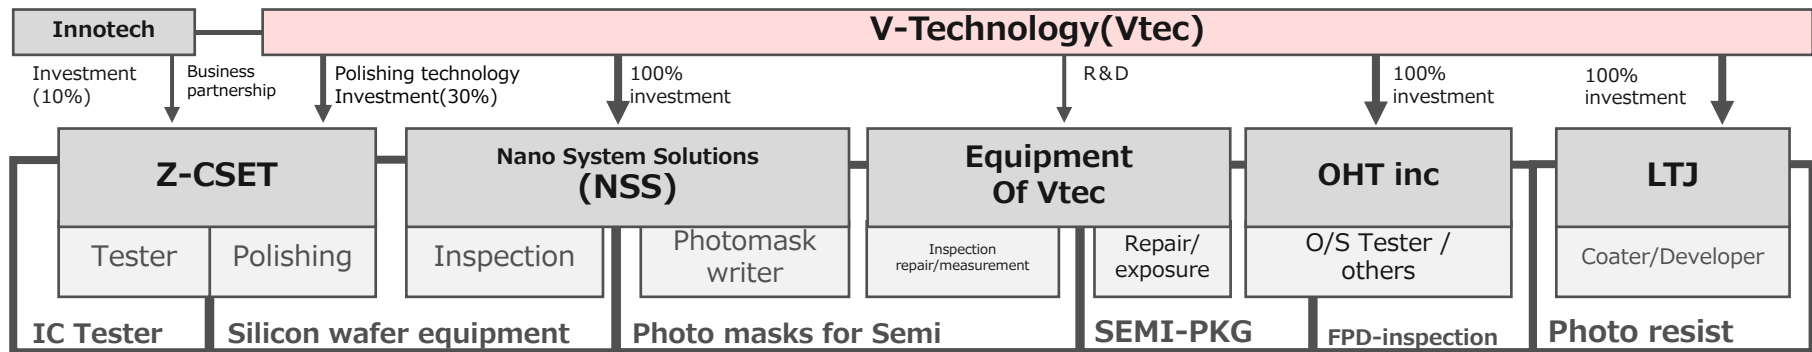 Innotech
V-Technology(Vtec)
Investment
(10%)
Business
partnership
Polishing technology
Investment(30%)
100%
investment
R&D
100%
investment
100%
investment
Z-CSET
Nano System Solutions
(NSS)
Equipment
Of Vtec
OHT inc
LTJ
Tester
Polishing
Inspection
Photomask
writer
Inspection
repair/measurement
Repair/
exposure
O/S Tester /
others
Coater/Developer
IC Tester
Silicon wafer equipment
Photo masks for Semi
SEMI-PKG
FPD-inspection
Photo resist